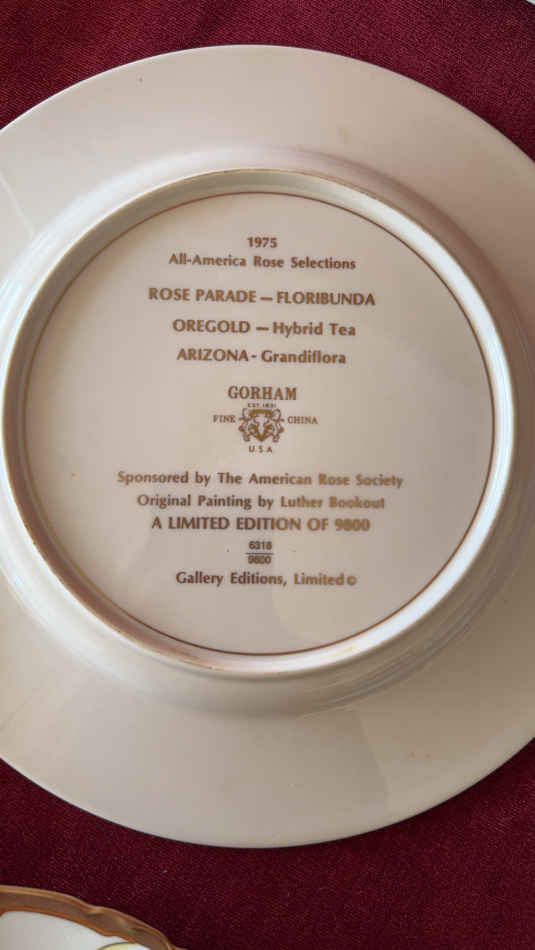 1975
All-America Rose Selections
ROSE PARADE — FLORIBUNDA
OREGOLD — Hybrid Tea
ARIZONA - Grandiflora
GORHAM
EST. 1831
FINE CHINA
U.S.A.
Sponsored by The American Rose Society
Original Painting by Luther Bookout
A LIMITED EDITION OF 9800
6318
9800
Gallery Editions, Limited ©